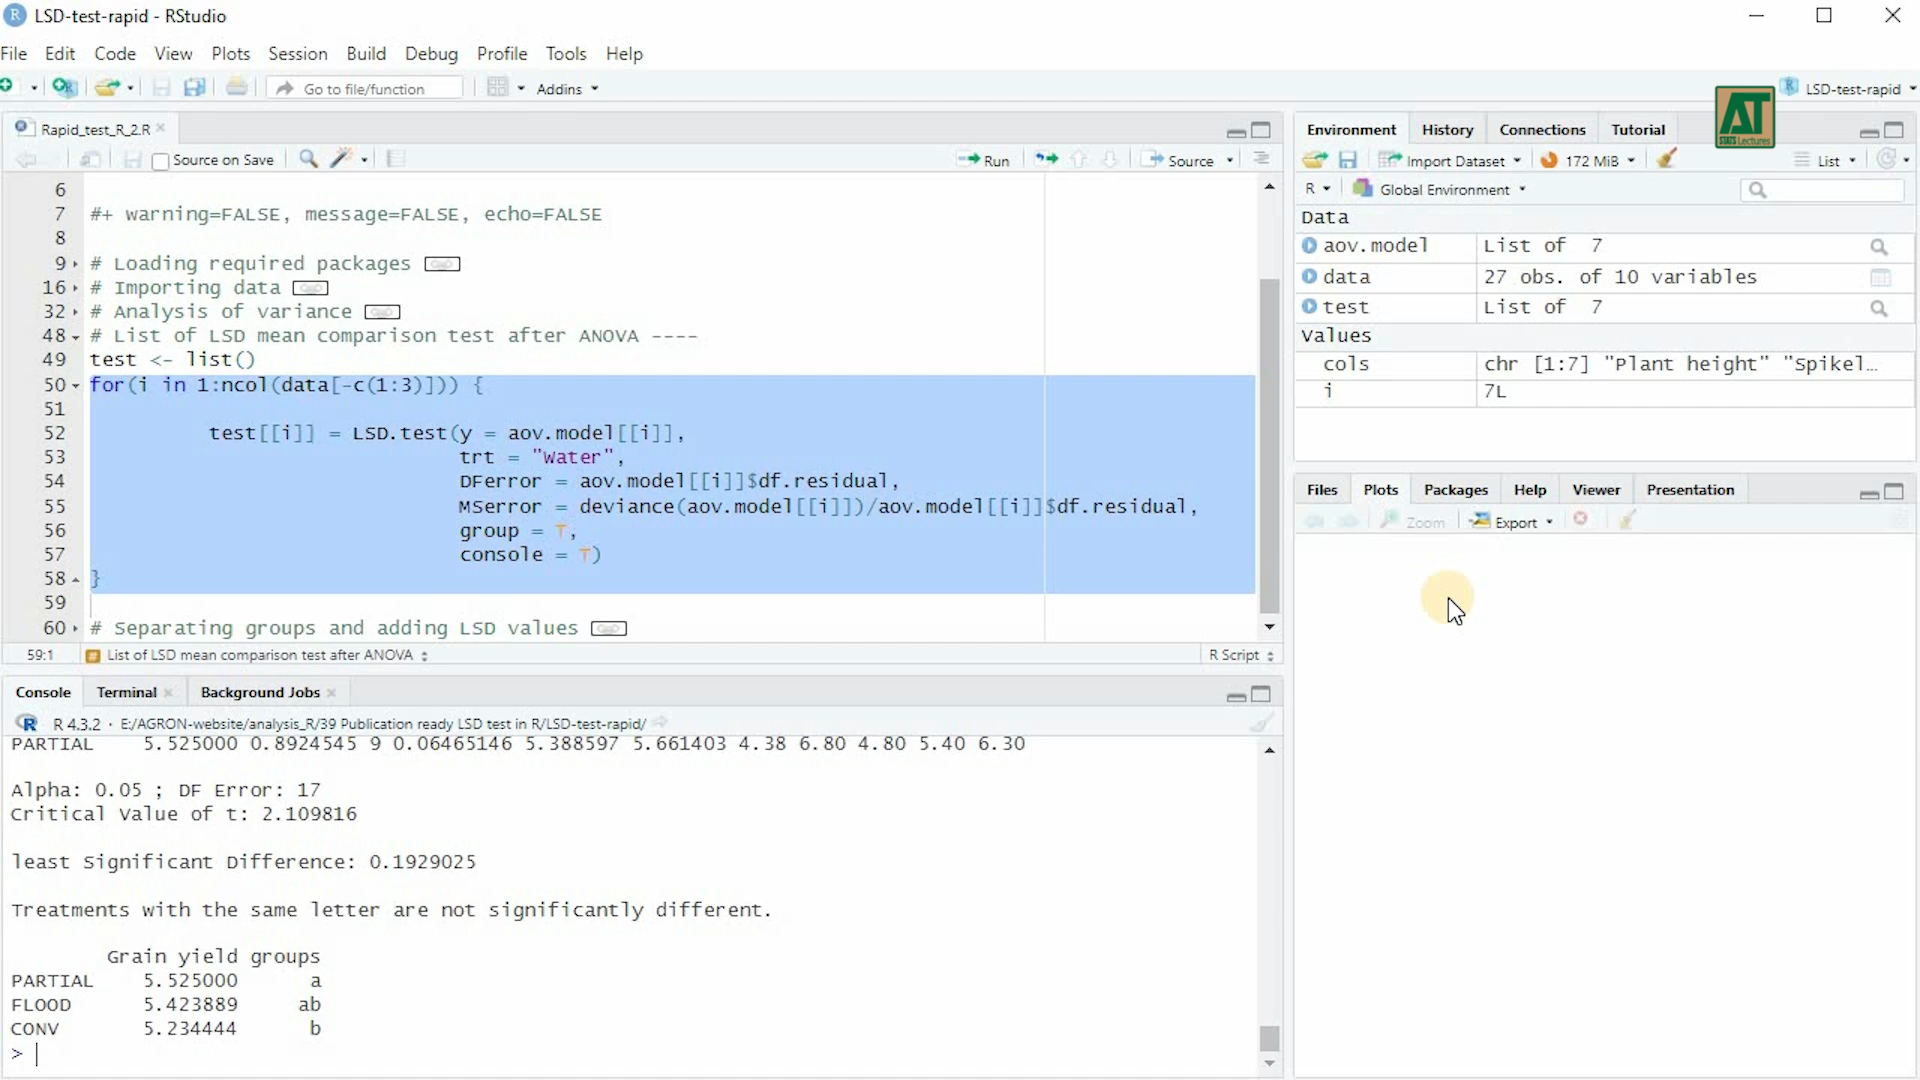 LSD-test-rapid - RStudio
File Edit Code View Plots Session Build Debug Profile Tools Help
Go to file/function Addins LSD-test-rapid
AT
STATS Lectures
Rapid_test_R_2.R
Source on Save Run Source
6
7 #+ warning=FALSE, message=FALSE, echo=FALSE
8
9 # Loading required packages
16 # Importing data
32 # Analysis of variance
48 # List of LSD mean comparison test after ANOVA ----
49 test <- list()
50 for(i in 1:ncol(data[-c(1:3)])) {
51
52 test[[i]] = LSD.test(y = aov.model[[i]],
53 trt = "Water",
54 DFerror = aov.model[[i]]$df.residual,
55 MSerror = deviance(aov.model[[i]])/aov.model[[i]]$df.residual,
56 group = T,
57 console = T)
58 }
59
60 # Separating groups and adding LSD values
59:1 List of LSD mean comparison test after ANOVA R Script
Console Terminal Background Jobs
R 4.3.2 · E:/AGRON-website/analysis_R/39 Publication ready LSD test in R/LSD-test-rapid/
PARTIAL 5.525000 0.8924545 9 0.06465146 5.388597 5.661403 4.38 6.80 4.80 5.40 6.30
Alpha: 0.05 ; DF Error: 17
Critical Value of t: 2.109816
least Significant Difference: 0.1929025
Treatments with the same letter are not significantly different.
Grain yield groups
PARTIAL 5.525000 a
FLOOD 5.423889 ab
CONV 5.234444 b
>
Environment History Connections Tutorial
Import Dataset 172 MiB List
R Global Environment
Data
aov.model List of 7
data 27 obs. of 10 variables
test List of 7
Values
cols chr [1:7] "Plant height" "Spikel…
i 7L
Files Plots Packages Help Viewer Presentation
Zoom Export